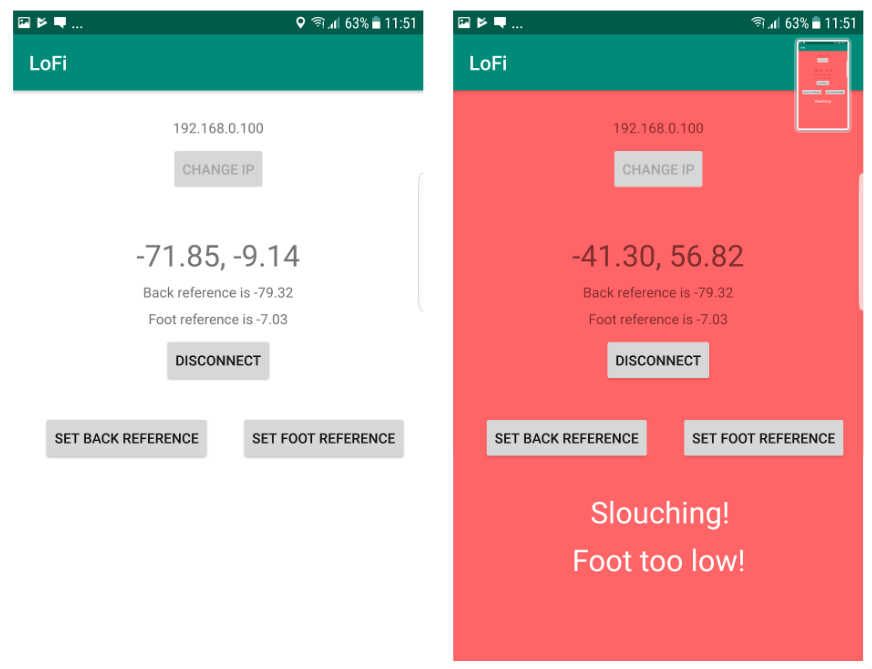 ... 63% 11:51
LoFi
192.168.0.100
CHANGE IP
-71.85, -9.14
Back reference is -79.32
Foot reference is -7.03
DISCONNECT
SET BACK REFERENCE SET FOOT REFERENCE
... 63% 11:51
LoFi
192.168.0.100
CHANGE IP
-41.30, 56.82
Back reference is -79.32
Foot reference is -7.03
DISCONNECT
SET BACK REFERENCE SET FOOT REFERENCE
Slouching!
Foot too low!